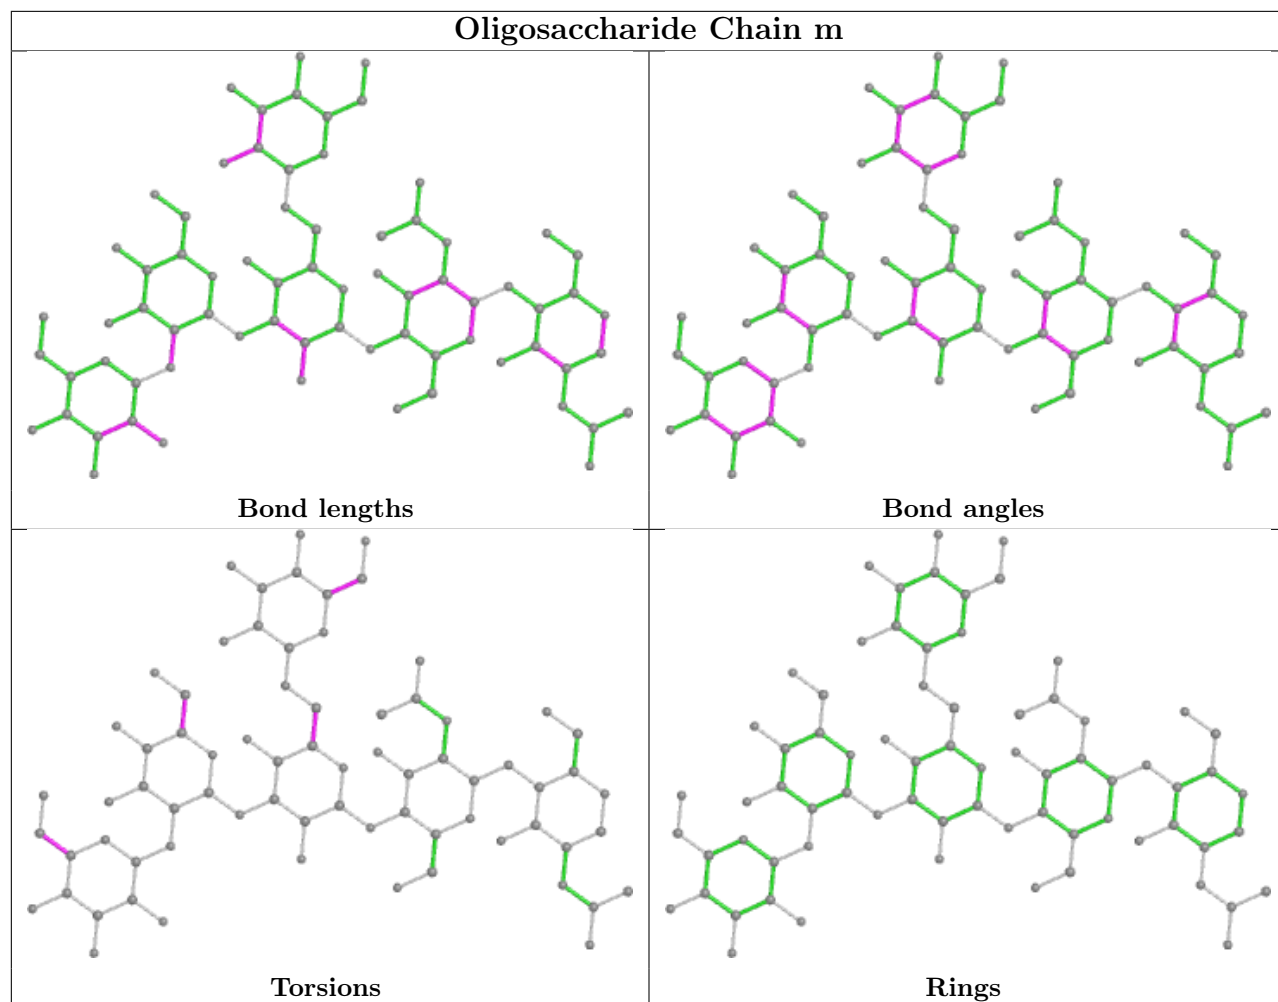 Oligosaccharide Chain m
Bond lengths
Bond angles
Torsions
Rings